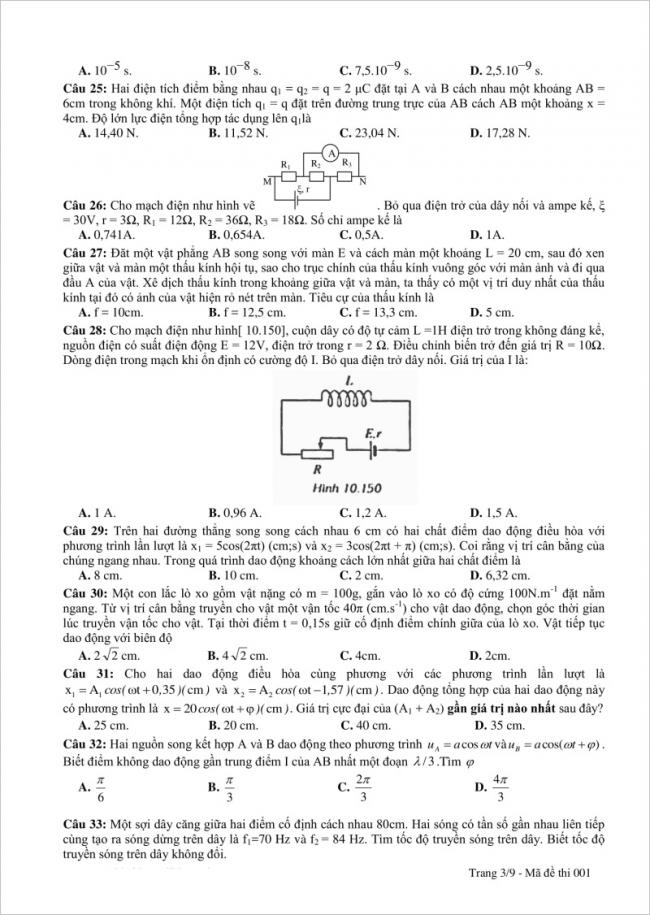 A. 10⁻⁵ s. B. 10⁻⁸ s. C. 7,5.10⁻⁹ s. D. 2,5.10⁻⁹ s.
Câu 25: Hai điện tích điểm bằng nhau q₁ = q₂ = q = 2 μC đặt tại A và B cách nhau một khoảng AB =
6cm trong không khí. Một điện tích q₁ = q đặt trên đường trung trực của AB cách AB một khoảng x =
4cm. Độ lớn lực điện tổng hợp tác dụng lên q₁là
A. 14,40 N. B. 11,52 N. C. 23,04 N. D. 17,28 N.
A
R₁ R₂ R₃
M N
ξ, r
Câu 26: Cho mạch điện như hình vẽ . Bỏ qua điện trở của dây nối và ampe kế, ξ
= 30V, r = 3Ω, R₁ = 12Ω, R₂ = 36Ω, R₃ = 18Ω. Số chỉ ampe kế là
A. 0,741A. B. 0,654A. C. 0,5A. D. 1A.
Câu 27: Đăt một vật phẳng AB song song với màn E và cách màn một khoảng L = 20 cm, sau đó xen
giữa vật và màn một thấu kính hội tụ, sao cho trục chính của thấu kính vuông góc với màn ảnh và đi qua
đầu A của vật. Xê dịch thấu kính trong khoảng giữa vật và màn, ta thấy có một vị trí duy nhất của thấu
kính tại đó có ảnh của vật hiện rõ nét trên màn. Tiêu cự của thấu kính là
A. f = 10cm. B. f = 12,5 cm. C. f = 13,3 cm. D. 5 cm.
Câu 28: Cho mạch điện như hình[ 10.150], cuộn dây có độ tự cảm L =1H điện trở trong không đáng kể,
nguồn điện có suất điện động E = 12V, điện trở trong r = 2 Ω. Điều chỉnh biến trở đến giá trị R = 10Ω.
Dòng điện trong mạch khi ổn định có cường độ I. Bỏ qua điện trở dây nối. Giá trị của I là:
L
E,r
R
Hình 10.150
A. 1 A. B. 0,96 A. C. 1,2 A. D. 1,5 A.
Câu 29: Trên hai đường thẳng song song cách nhau 6 cm có hai chất điểm dao động điều hòa với
phương trình lần lượt là x₁ = 5cos(2πt) (cm;s) và x₂ = 3cos(2πt + π) (cm;s). Coi rằng vị trí cân bằng của
chúng ngang nhau. Trong quá trình dao động khoảng cách lớn nhất giữa hai chất điểm là
A. 8 cm. B. 10 cm. C. 2 cm. D. 6,32 cm.
Câu 30: Một con lắc lò xo gồm vật nặng có m = 100g, gắn vào lò xo có độ cứng 100N.m⁻¹ đặt nằm
ngang. Từ vị trí cân bằng truyền cho vật một vận tốc 40π (cm.s⁻¹) cho vật dao động, chọn gốc thời gian
lúc truyền vận tốc cho vật. Tại thời điểm t = 0,15s giữ cố định điểm chính giữa của lò xo. Vật tiếp tục
dao động với biên độ
A. 2√2 cm. B. 4√2 cm. C. 4cm. D. 2cm.
Câu 31: Cho hai dao động điều hòa cùng phương với các phương trình lần lượt là
x₁ = A₁ cos( ωt + 0,35 )( cm ) và x₂ = A₂ cos( ωt − 1,57 )( cm ). Dao động tổng hợp của hai dao động này
có phương trình là x = 20cos( ωt + φ )( cm ). Giá trị cực đại của (A₁ + A₂) gần giá trị nào nhất sau đây?
A. 25 cm. B. 20 cm. C. 40 cm. D. 35 cm.
Câu 32: Hai nguồn song kết hợp A và B dao động theo phương trình u_A = a cos ωt và u_B = a cos(ωt + φ).
Biết điểm không dao động gần trung điểm I của AB nhất một đoạn λ/3.Tìm φ
A. π/6 B. π/3 C. 2π/3 D. 4π/3
Câu 33: Một sợi dây căng giữa hai điểm cố định cách nhau 80cm. Hai sóng có tần số gần nhau liên tiếp
cùng tạo ra sóng dừng trên dây là f₁=70 Hz và f₂ = 84 Hz. Tìm tốc độ truyền sóng trên dây. Biết tốc độ
truyền sóng trên dây không đổi.
Trang 3/9 - Mã đề thi 001